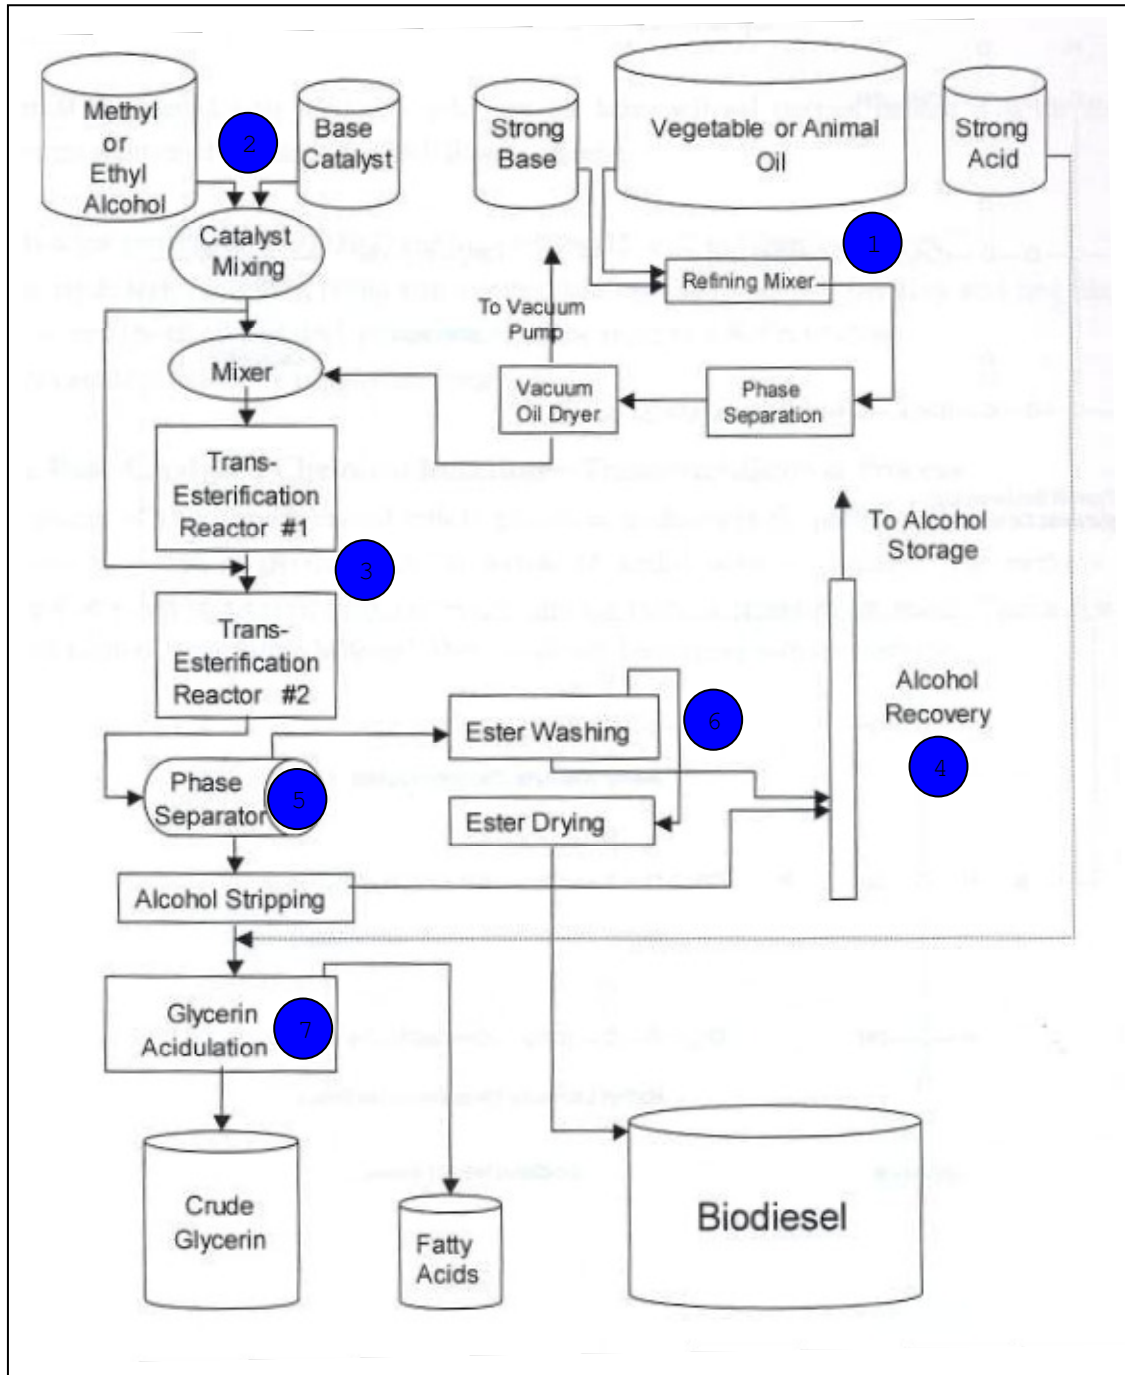 Methyl
or
Ethyl
Alcohol
2
Base
Catalyst
Strong
Base
Vegetable or Animal
Oil
Strong
Acid
Catalyst
Mixing
1
Refining Mixer
To Vacuum
Pump
Mixer
Vacuum
Oil Dryer
Phase
Separation
Trans-
Esterification
Reactor #1
3
To Alcohol
Storage
Trans-
Esterification
Reactor #2
Alcohol
Recovery
4
Ester Washing
6
Phase
Separator
5
Ester Drying
Alcohol Stripping
Glycerin
Acidulation
7
Crude
Glycerin
Fatty
Acids
Biodiesel